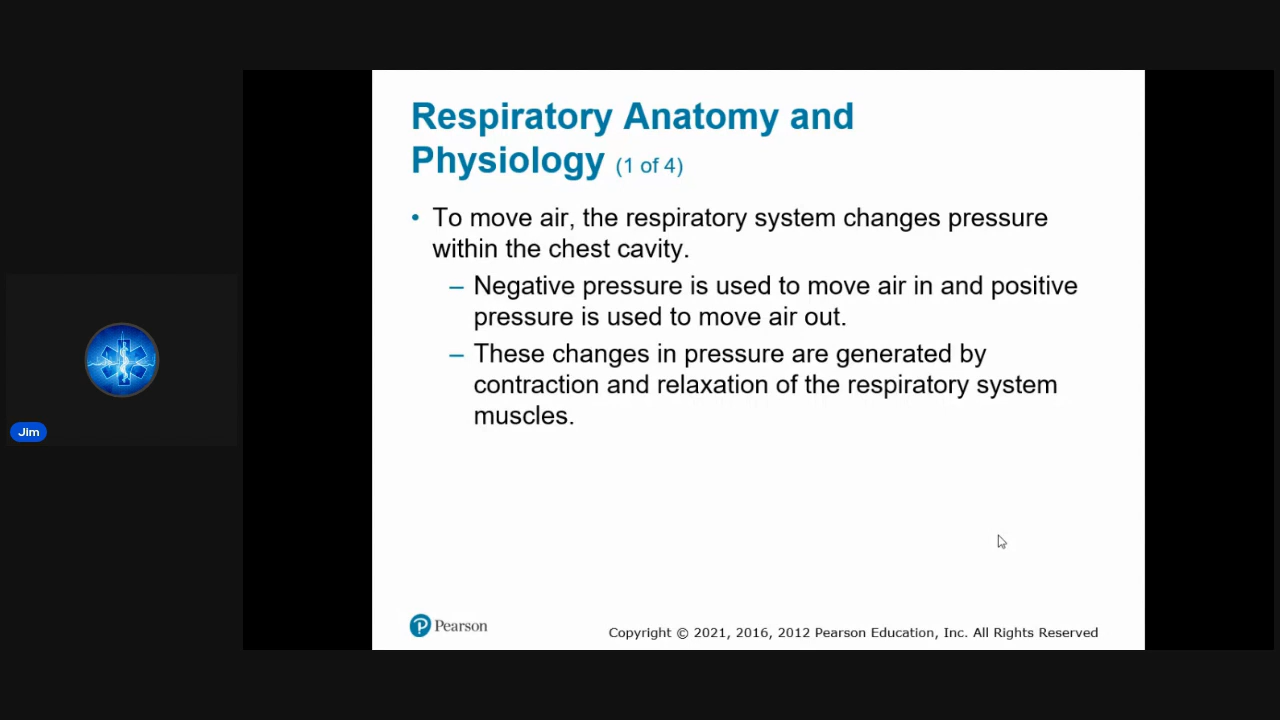 Respiratory Anatomy and
Physiology (1 of 4)
• To move air, the respiratory system changes pressure
within the chest cavity.
– Negative pressure is used to move air in and positive
pressure is used to move air out.
– These changes in pressure are generated by
contraction and relaxation of the respiratory system
muscles.
Jim
Pearson
Copyright © 2021, 2016, 2012 Pearson Education, Inc. All Rights Reserved